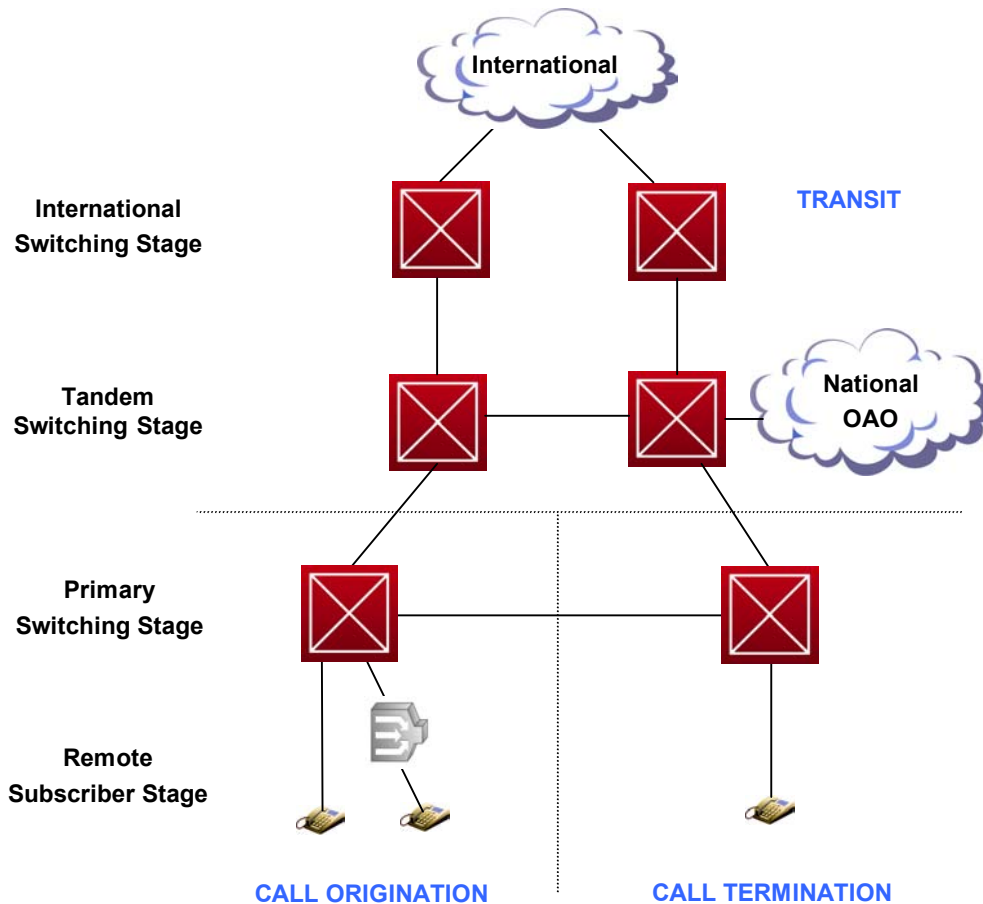 International
International
Switching Stage
TRANSIT
Tandem
Switching Stage
National
OAO
Primary
Switching Stage
Remote
Subscriber Stage
CALL ORIGINATION
CALL TERMINATION